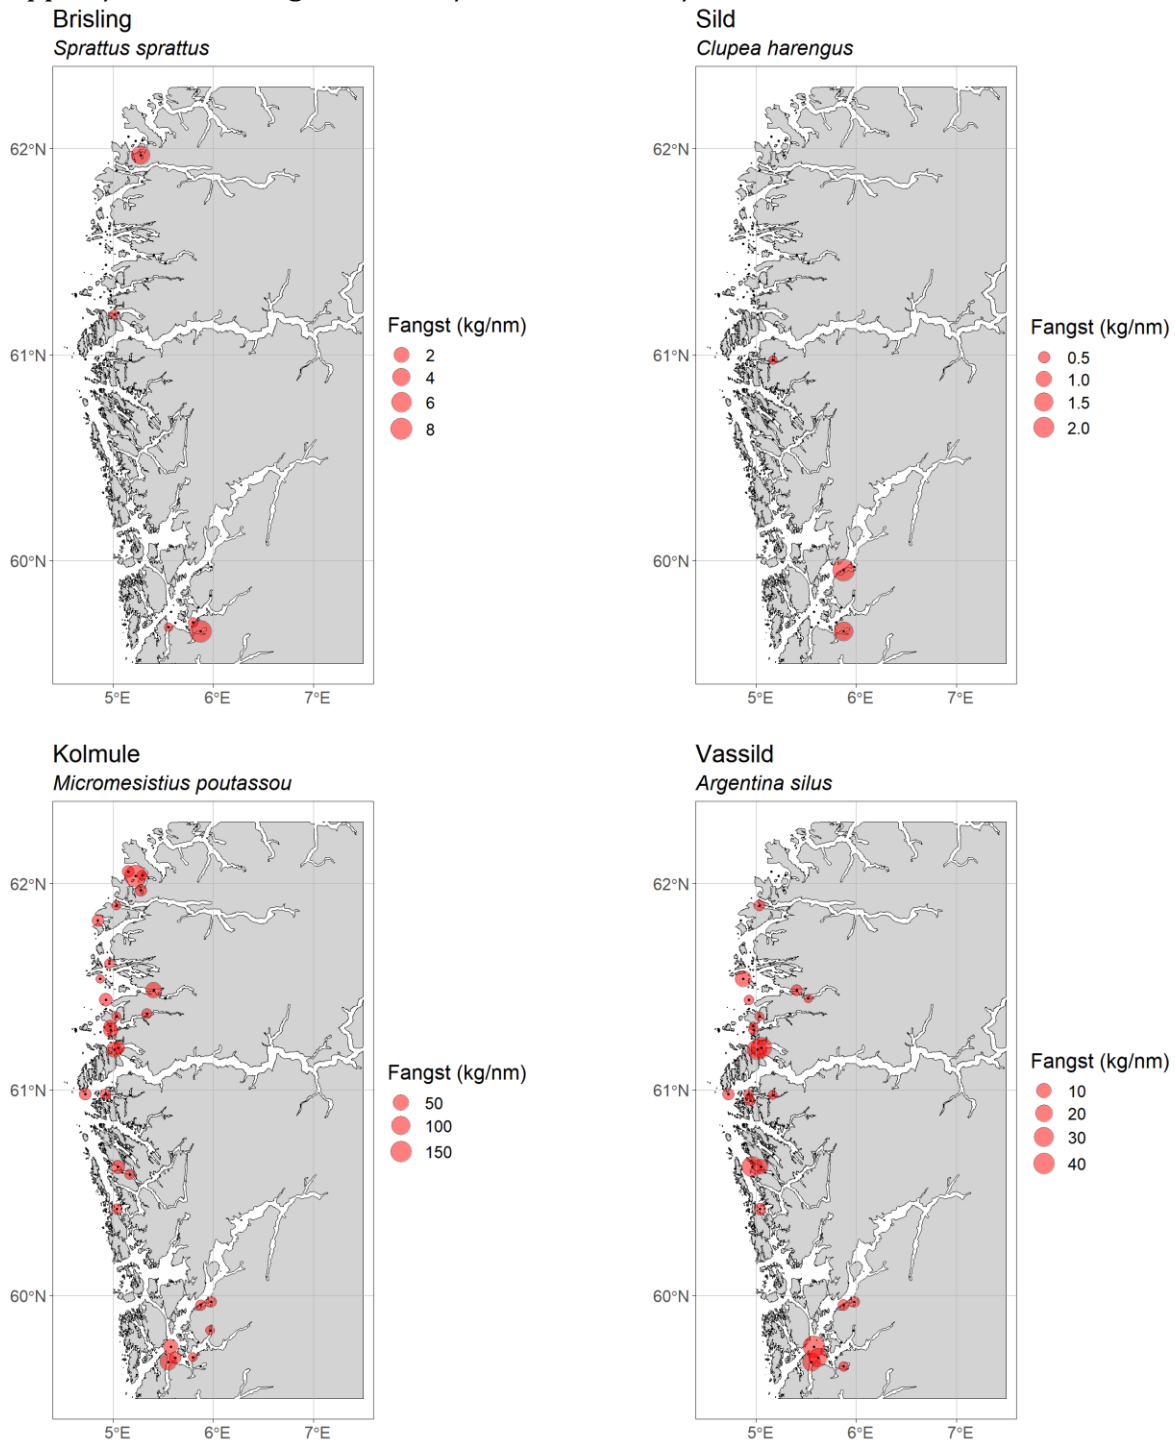 Brisling
Sprattus sprattus
62°N
61°N
60°N
5°E 6°E 7°E
Fangst (kg/nm)
2
4
6
8
Sild
Clupea harengus
62°N
61°N
60°N
5°E 6°E 7°E
Fangst (kg/nm)
0.5
1.0
1.5
2.0
Kolmule
Micromesistius poutassou
62°N
61°N
60°N
5°E 6°E 7°E
Fangst (kg/nm)
50
100
150
Vassild
Argentina silus
62°N
61°N
60°N
5°E 6°E 7°E
Fangst (kg/nm)
10
20
30
40